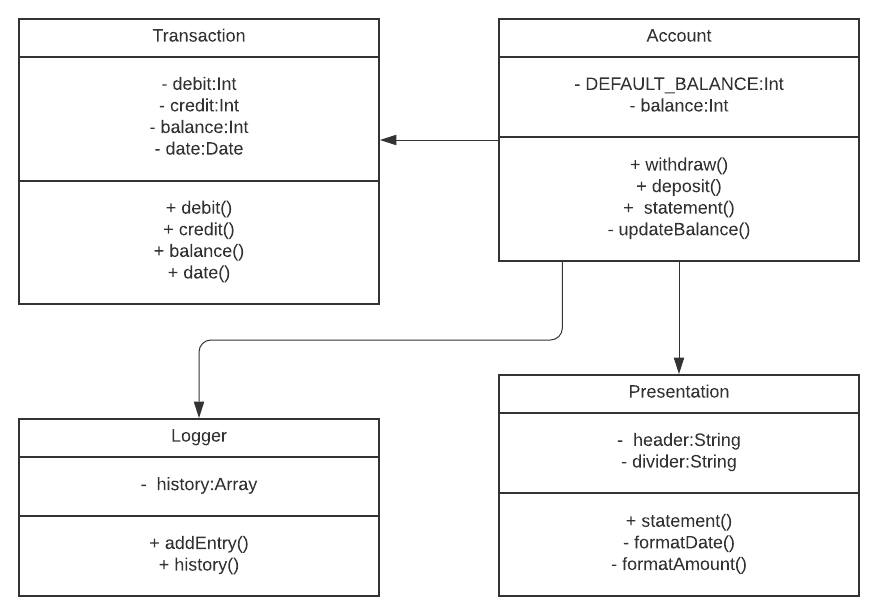 Transaction
- debit:Int
- credit:Int
- balance:Int
- date:Date
+ debit()
+ credit()
+ balance()
+ date()
Account
- DEFAULT_BALANCE:Int
- balance:Int
+ withdraw()
+ deposit()
+ statement()
- updateBalance()
Logger
- history:Array
+ addEntry()
+ history()
Presentation
- header:String
- divider:String
+ statement()
- formatDate()
- formatAmount()